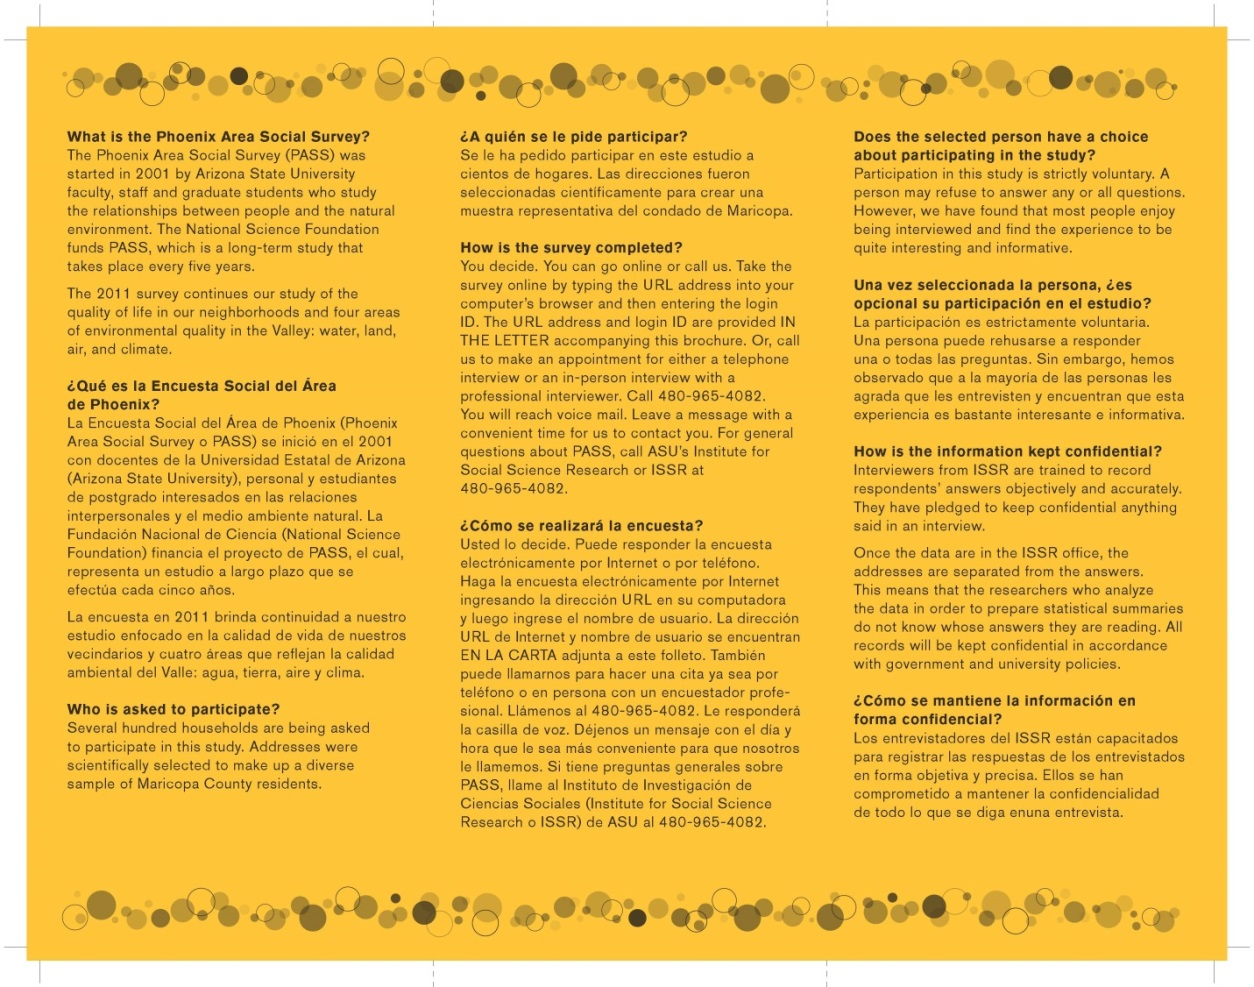 What is the Phoenix Area Social Survey?
The Phoenix Area Social Survey (PASS) was
started in 2001 by Arizona State University
faculty, staff and graduate students who study
the relationships between people and the natural
environment. The National Science Foundation
funds PASS, which is a long-term study that
takes place every five years.
The 2011 survey continues our study of the
quality of life in our neighborhoods and four areas
of environmental quality in the Valley: water, land,
air, and climate.
¿Qué es la Encuesta Social del Área
de Phoenix?
La Encuesta Social del Área de Phoenix (Phoenix
Area Social Survey o PASS) se inició en el 2001
con docentes de la Universidad Estatal de Arizona
(Arizona State University), personal y estudiantes
de postgrado interesados en las relaciones
interpersonales y el medio ambiente natural. La
Fundación Nacional de Ciencia (National Science
Foundation) financia el proyecto de PASS, el cual,
representa un estudio a largo plazo que se
efectúa cada cinco años.
La encuesta en 2011 brinda continuidad a nuestro
estudio enfocado en la calidad de vida de nuestros
vecindarios y cuatro áreas que reflejan la calidad
ambiental del Valle: agua, tierra, aire y clima.
Who is asked to participate?
Several hundred households are being asked
to participate in this study. Addresses were
scientifically selected to make up a diverse
sample of Maricopa County residents.
¿A quién se le pide participar?
Se le ha pedido participar en este estudio a
cientos de hogares. Las direcciones fueron
seleccionadas científicamente para crear una
muestra representativa del condado de Maricopa.
How is the survey completed?
You decide. You can go online or call us. Take the
survey online by typing the URL address into your
computer's browser and then entering the login
ID. The URL address and login ID are provided IN
THE LETTER accompanying this brochure. Or, call
us to make an appointment for either a telephone
interview or an in-person interview with a
professional interviewer. Call 480-965-4082.
You will reach voice mail. Leave a message with a
convenient time for us to contact you. For general
questions about PASS, call ASU's Institute for
Social Science Research or ISSR at
480-965-4082.
¿Cómo se realizará la encuesta?
Usted lo decide. Puede responder la encuesta
electrónicamente por Internet o por teléfono.
Haga la encuesta electrónicamente por Internet
ingresando la dirección URL en su computadora
y luego ingrese el nombre de usuario. La dirección
URL de Internet y nombre de usuario se encuentran
EN LA CARTA adjunta a este folleto. También
puede llamarnos para hacer una cita ya sea por
teléfono o en persona con un encuestador profe-
sional. Llámenos al 480-965-4082. Le responderá
la casilla de voz. Déjenos un mensaje con el día y
hora que le sea más conveniente para que nosotros
le llamemos. Si tiene preguntas generales sobre
PASS, llame al Instituto de Investigación de
Ciencias Sociales (Institute for Social Science
Research o ISSR) de ASU al 480-965-4082.
Does the selected person have a choice
about participating in the study?
Participation in this study is strictly voluntary. A
person may refuse to answer any or all questions.
However, we have found that most people enjoy
being interviewed and find the experience to be
quite interesting and informative.
Una vez seleccionada la persona, ¿es
opcional su participación en el estudio?
La participación es estrictamente voluntaria.
Una persona puede rehusarse a responder
una o todas las preguntas. Sin embargo, hemos
observado que a la mayoría de las personas les
agrada que les entrevisten y encuentran que esta
experiencia es bastante interesante e informativa.
How is the information kept confidential?
Interviewers from ISSR are trained to record
respondents' answers objectively and accurately.
They have pledged to keep confidential anything
said in an interview.
Once the data are in the ISSR office, the
addresses are separated from the answers.
This means that the researchers who analyze
the data in order to prepare statistical summaries
do not know whose answers they are reading. All
records will be kept confidential in accordance
with government and university policies.
¿Cómo se mantiene la información en
forma confidencial?
Los entrevistadores del ISSR están capacitados
para registrar las respuestas de los entrevistados
en forma objetiva y precisa. Ellos se han
comprometido a mantener la confidencialidad
de todo lo que se diga enuna entrevista.